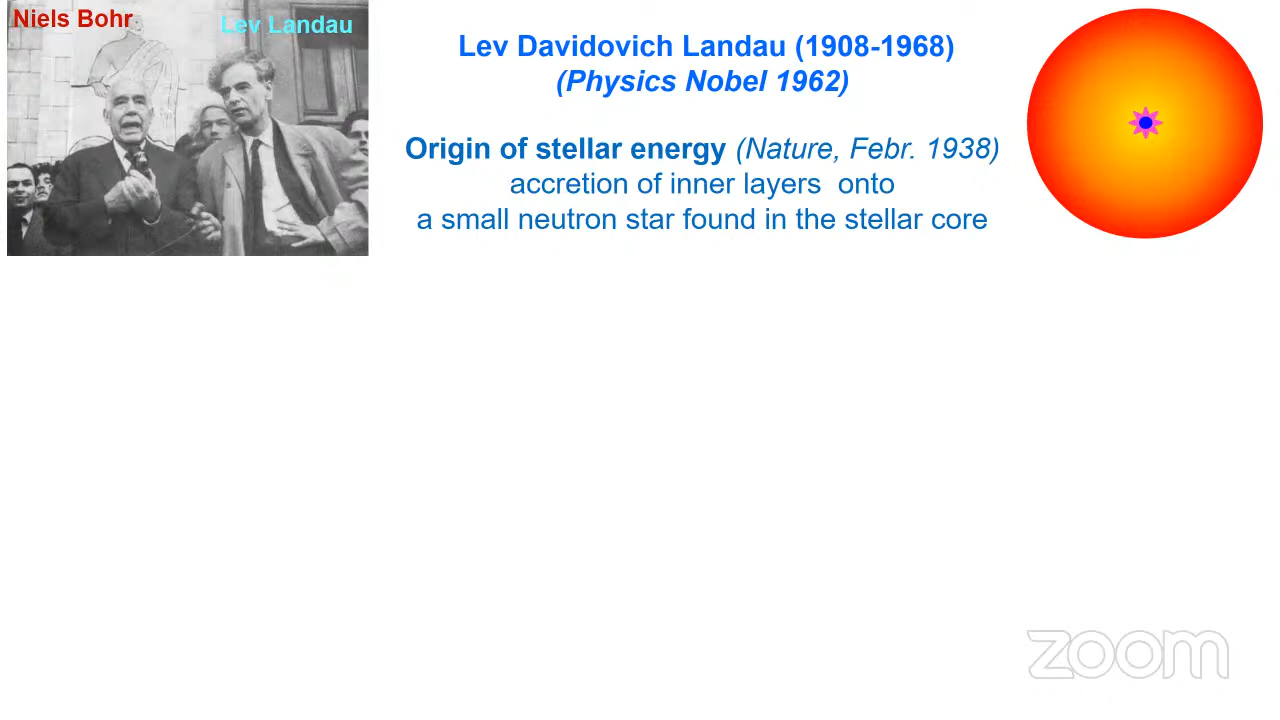 Niels Bohr
Lev Landau
Lev Davidovich Landau (1908-1968)
(Physics Nobel 1962)
Origin of stellar energy (Nature, Febr. 1938)
accretion of inner layers onto
a small neutron star found in the stellar core
zoom